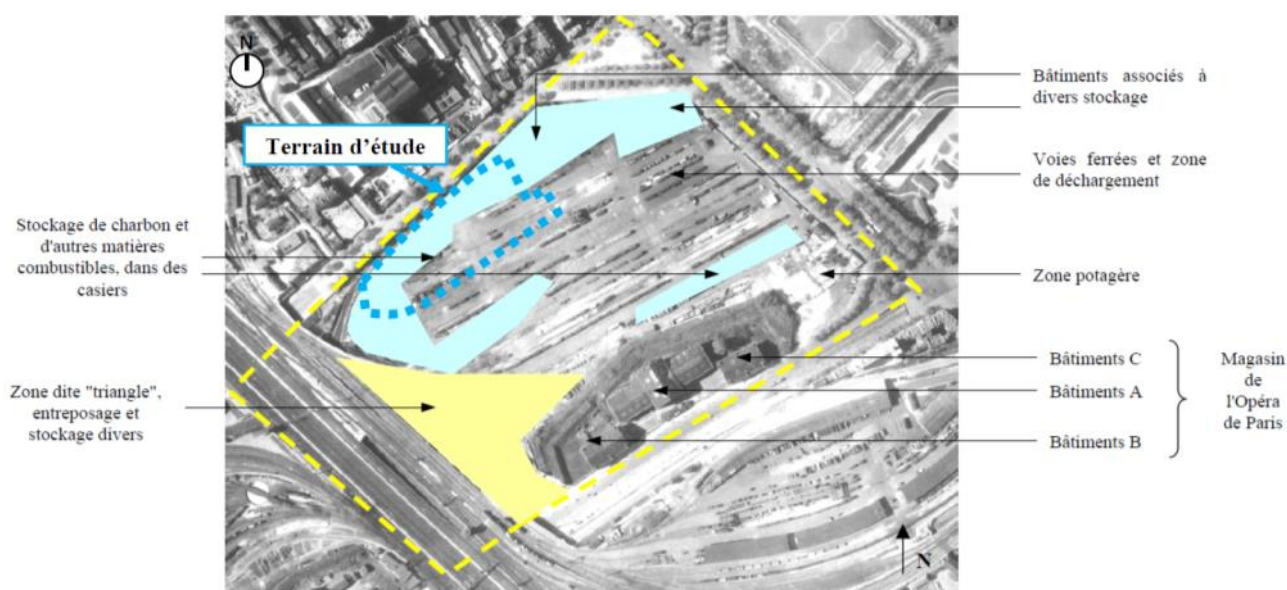 N
Terrain d'étude
Stockage de charbon et
d'autres matières
combustibles, dans des
casiers
Zone dite "triangle",
entreposage et
stockage divers
Bâtiments associés à
divers stockage
Voies ferrées et zone
de déchargement
Zone potagère
Bâtiments C
Bâtiments A
Bâtiments B
Magasin
de
l'Opéra
de Paris
N